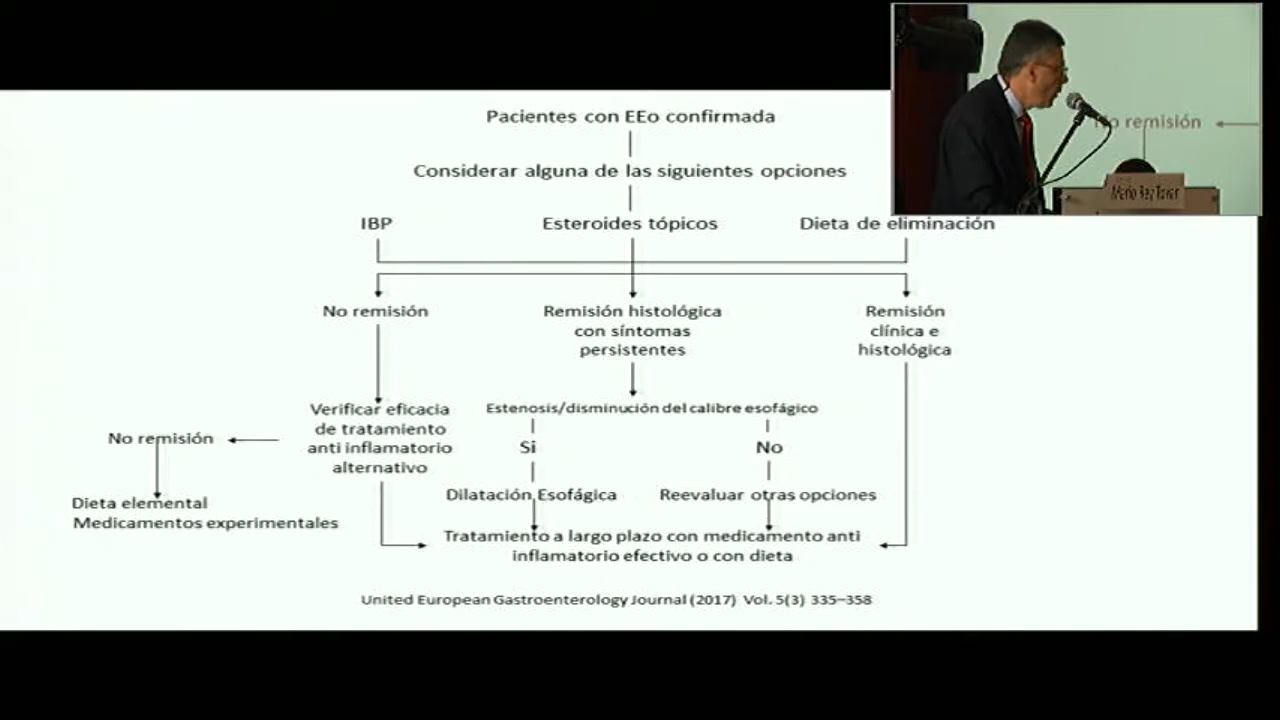 Pacientes con EEo confirmada
Considerar alguna de las siguientes opciones
IBP
Esteroides tópicos
Dieta de eliminación
No remisión
Remisión histológica
con síntomas
persistentes
Remisión
clínica e
histológica
Verificar eficacia
de tratamiento
anti inflamatorio
alternativo
Estenosis/disminución del calibre esofágico
No remisión
Si
No
Dieta elemental
Medicamentos experimentales
Dilatación Esofágica
Reevaluar otras opciones
Tratamiento a largo plazo con medicamento anti
inflamatorio efectivo o con dieta
United European Gastroenterology Journal (2017) Vol. 5(3) 335–358
No remisión
Mario Rey